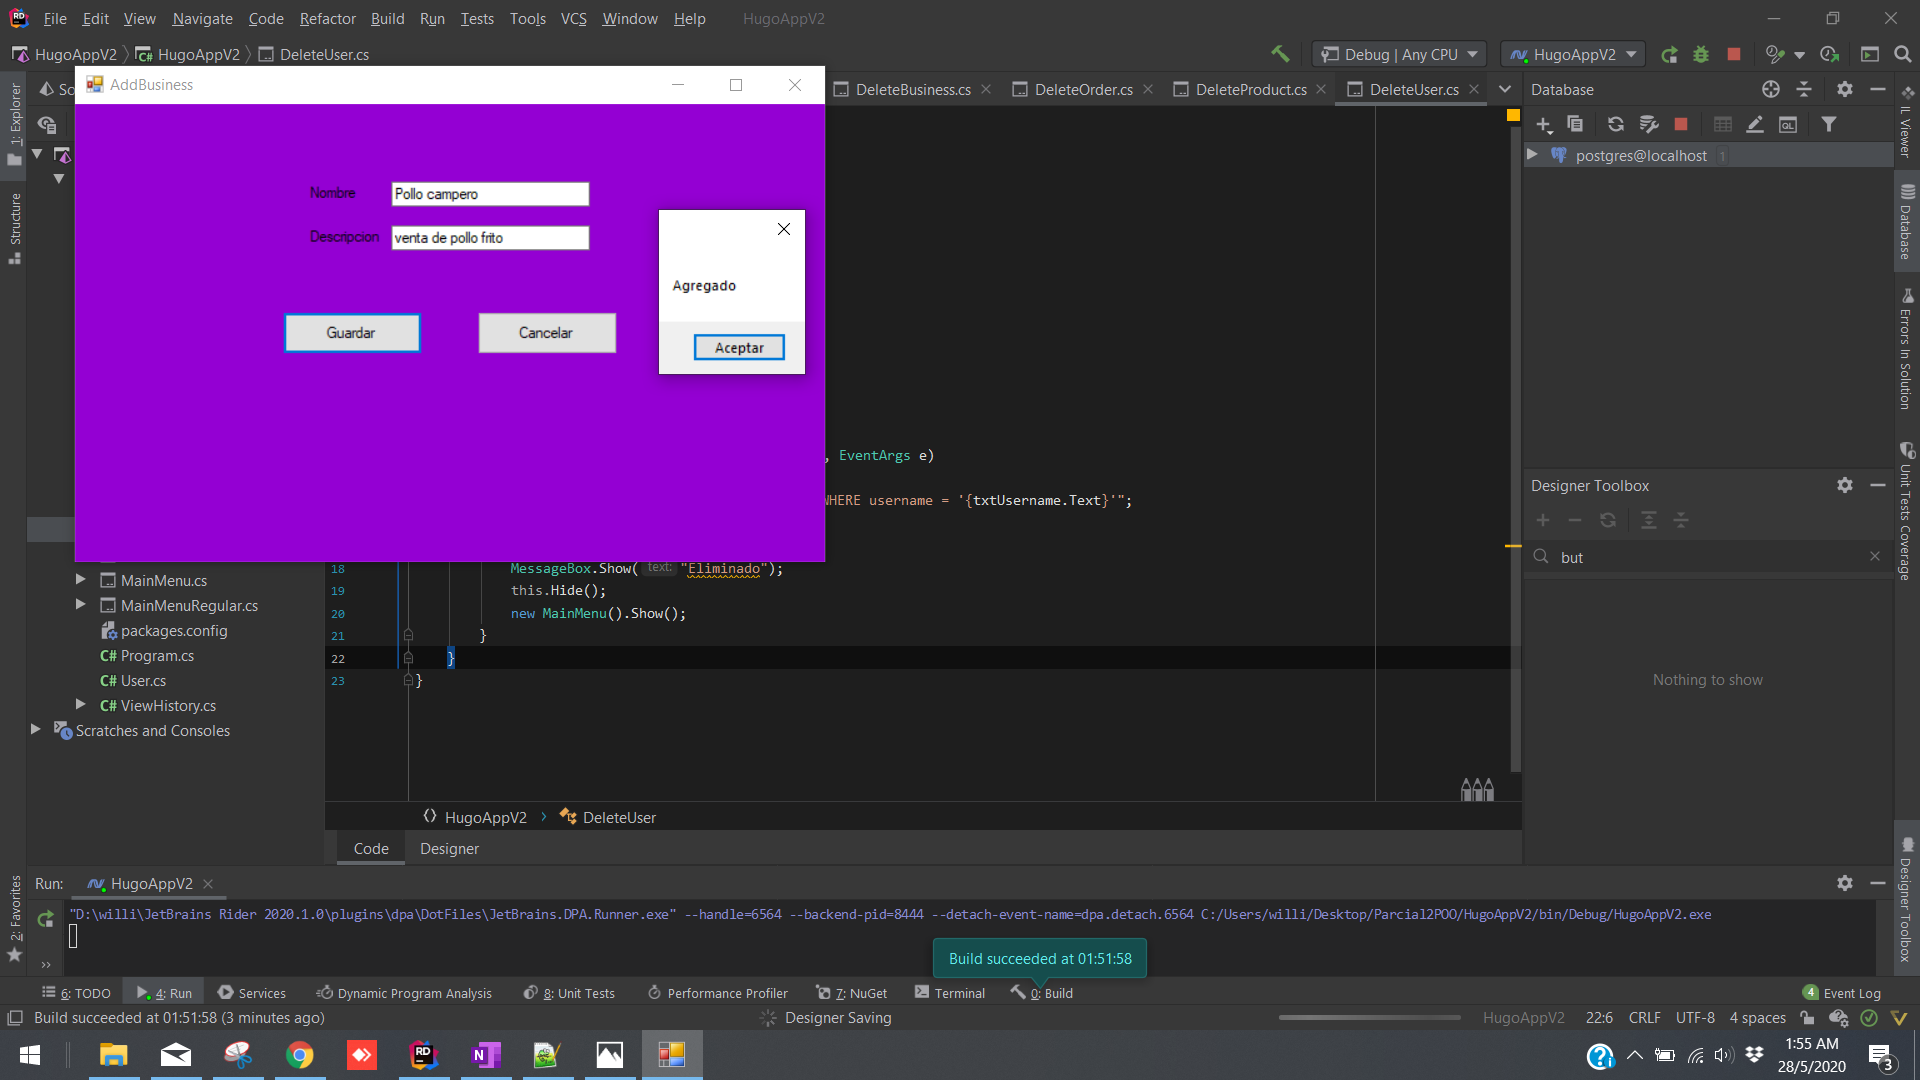 File Edit View Navigate Code Refactor Build Run Tests Tools VCS Window Help HugoAppV2
HugoAppV2 HugoAppV2 DeleteUser.cs Debug | Any CPU HugoAppV2
AddBusiness
So
DeleteBusiness.cs DeleteOrder.cs DeleteProduct.cs DeleteUser.cs
Database
postgres@localhost 1
1: Explorer
Structure
2: Favorites
Nombre Pollo campero
Descripcion venta de pollo frito
Guardar Cancelar
Agregado
Aceptar
, EventArgs e)
WHERE username = '{txtUsername.Text}'";
18 MessageBox.Show( text: "Eliminado");
19 this.Hide();
20 new MainMenu().Show();
21 }
22 }
23 }
MainMenu.cs
MainMenuRegular.cs
packages.config
C# Program.cs
C# User.cs
C# ViewHistory.cs
Scratches and Consoles
HugoAppV2 DeleteUser
Code Designer
Designer Toolbox
but
Nothing to show
IL Viewer
Database
Errors In Solution
Unit Tests Coverage
Designer Toolbox
Run: HugoAppV2
"D:\willi\JetBrains Rider 2020.1.0\plugins\dpa\DotFiles\JetBrains.DPA.Runner.exe" --handle=6564 --backend-pid=8444 --detach-event-name=dpa.detach.6564 C:/Users/willi/Desktop/Parcial2POO/HugoAppV2/bin/Debug/HugoAppV2.exe
Build succeeded at 01:51:58
6: TODO 4: Run Services Dynamic Program Analysis 8: Unit Tests Performance Profiler 7: NuGet Terminal 0: Build 4 Event Log
Build succeeded at 01:51:58 (3 minutes ago) Designer Saving HugoAppV2 22:6 CRLF UTF-8 4 spaces
1:55 AM
28/5/2020
3